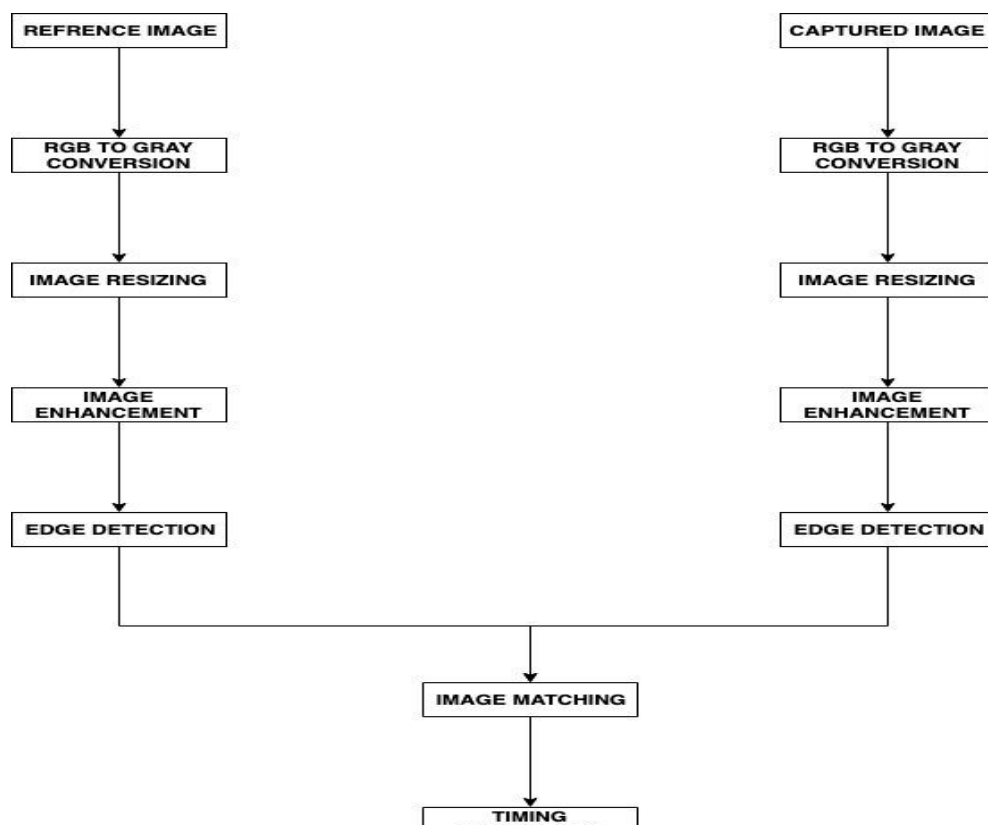 REFRENCE IMAGE
CAPTURED IMAGE
RGB TO GRAY
CONVERSION
RGB TO GRAY
CONVERSION
IMAGE RESIZING
IMAGE RESIZING
IMAGE
ENHANCEMENT
IMAGE
ENHANCEMENT
EDGE DETECTION
EDGE DETECTION
IMAGE MATCHING
TIMING